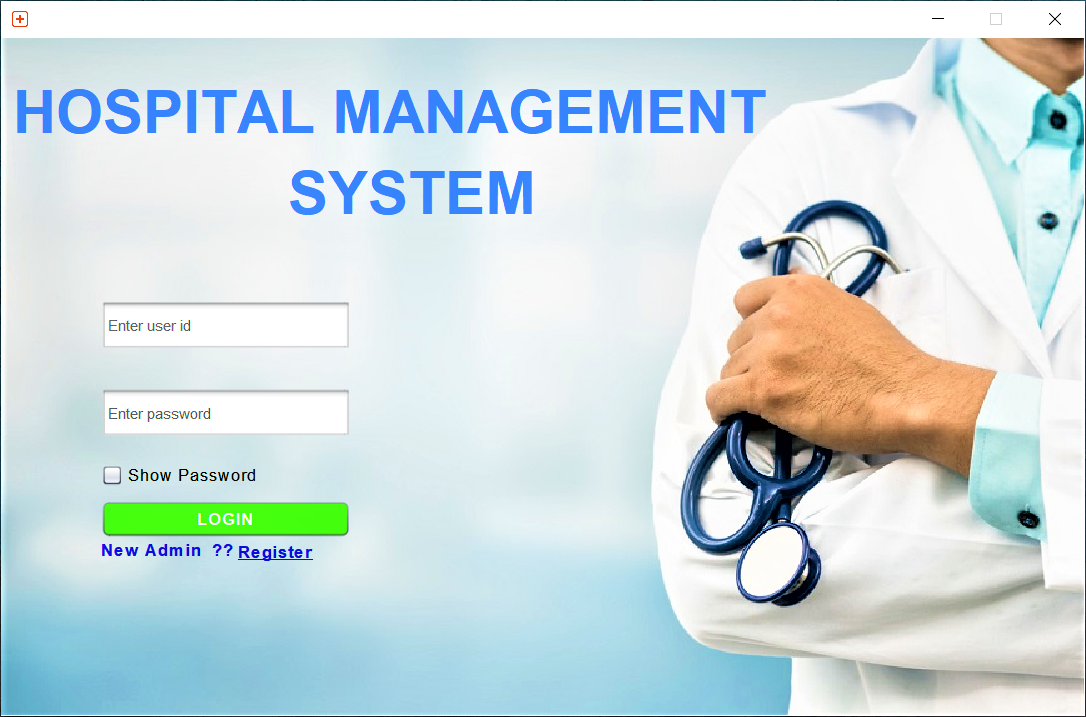 HOSPITAL MANAGEMENT
SYSTEM
Enter user id
Enter password
Show Password
LOGIN
New Admin ?? Register